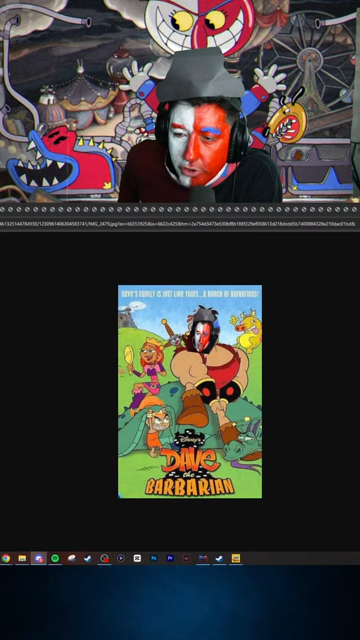 DAVE'S FAMILY IS JUST LIKE YOURS...A BUNCH OF BARBARIANS!
Disney's
DAVE
the
BARBARIAN